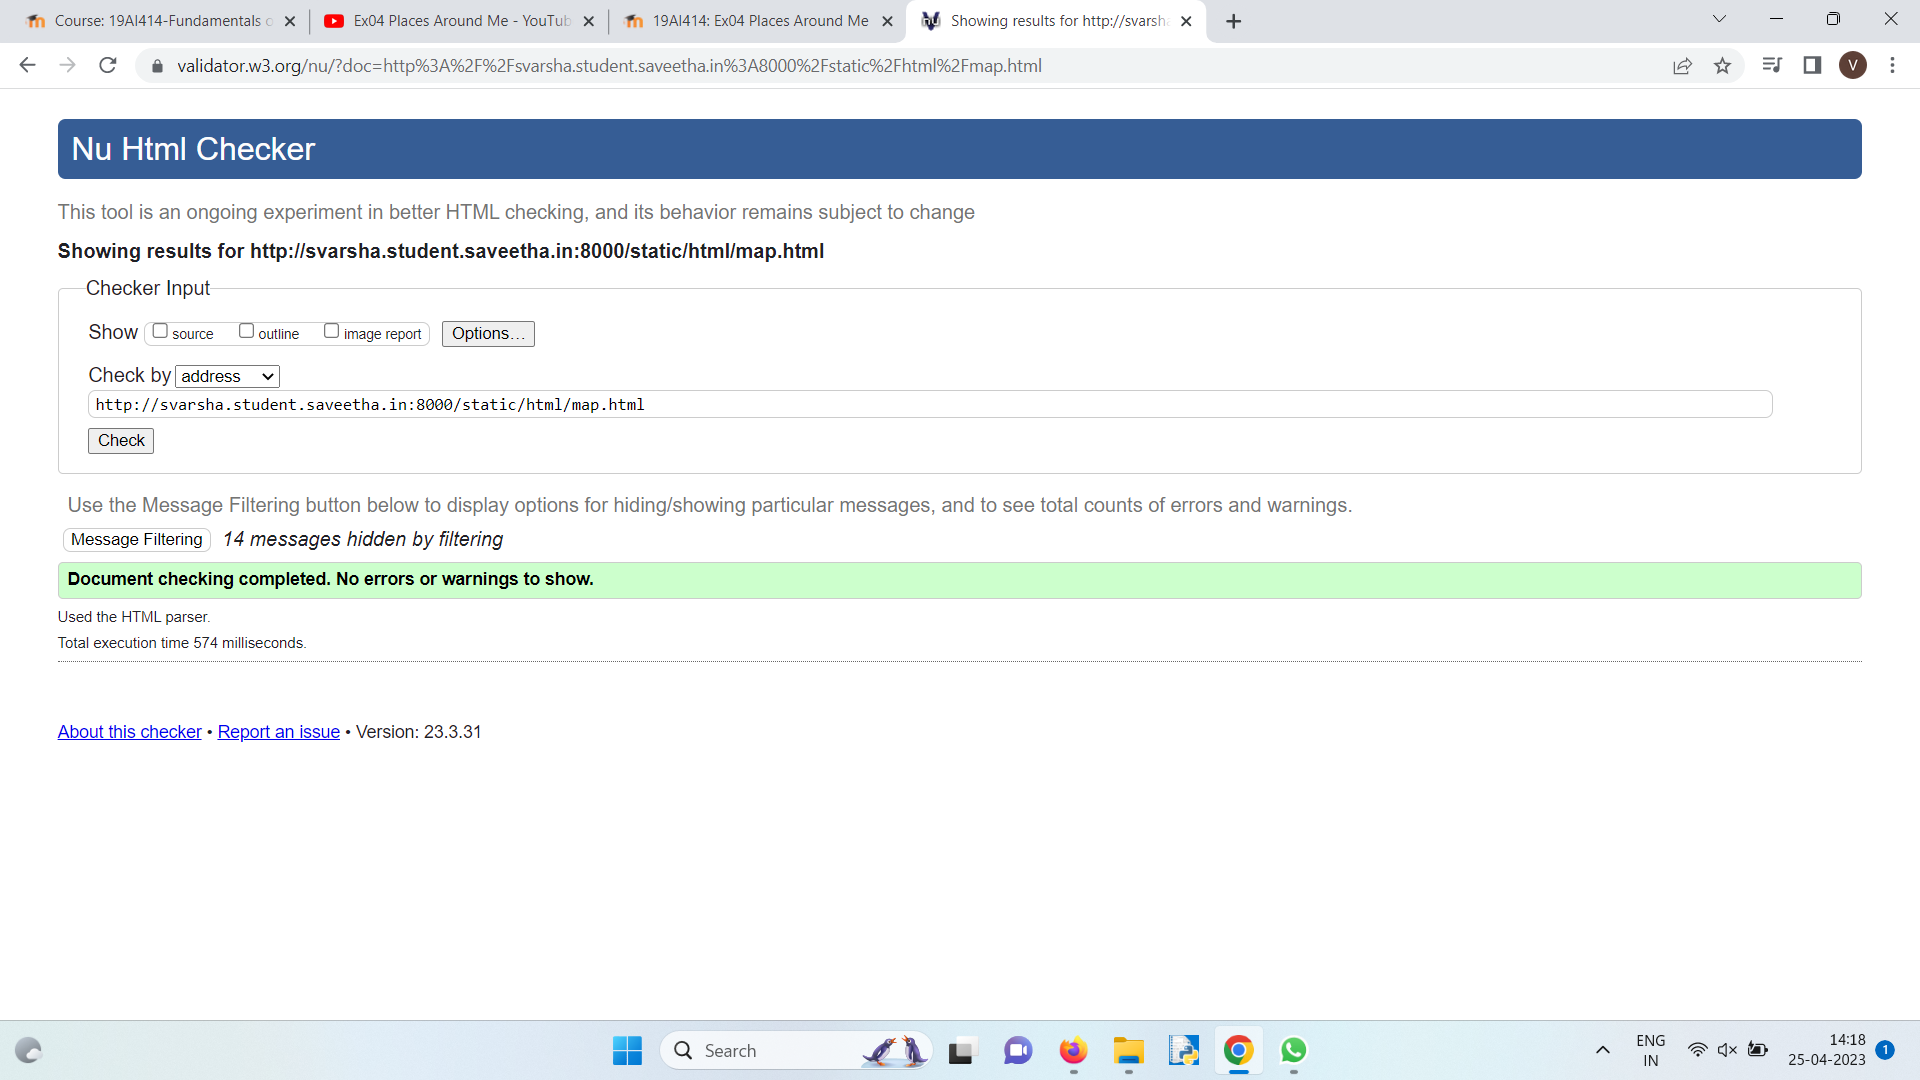 Course: 19AI414-Fundamentals o
Ex04 Places Around Me - YouTub
19AI414: Ex04 Places Around Me
Showing results for http://svarsha
validator.w3.org/nu/?doc=http%3A%2F%2Fsvarsha.student.saveetha.in%3A8000%2Fstatic%2Fhtml%2Fmap.html
V
Nu Html Checker
This tool is an ongoing experiment in better HTML checking, and its behavior remains subject to change
Showing results for http://svarsha.student.saveetha.in:8000/static/html/map.html
Checker Input
Show source outline image report Options...
Check by address
http://svarsha.student.saveetha.in:8000/static/html/map.html
Check
Use the Message Filtering button below to display options for hiding/showing particular messages, and to see total counts of errors and warnings.
Message Filtering 14 messages hidden by filtering
Document checking completed. No errors or warnings to show.
Used the HTML parser.
Total execution time 574 milliseconds.
About this checker • Report an issue • Version: 23.3.31
Search
ENG
IN
14:18
25-04-2023
1